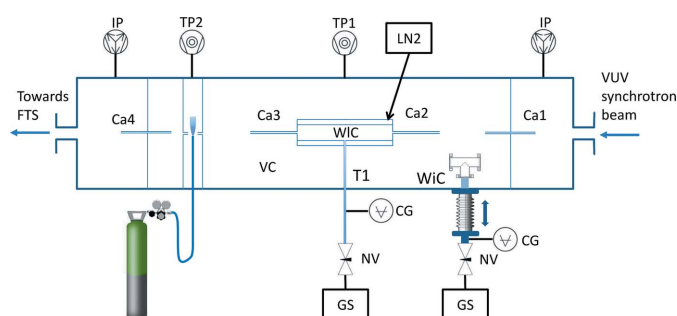 IP
TP2
TP1
LN2
IP
Towards
FTS
VUV
synchrotron
beam
Ca4
Ca3
Ca2
Ca1
WIC
VC
T1
WiC
CG
CG
NV
NV
GS
GS